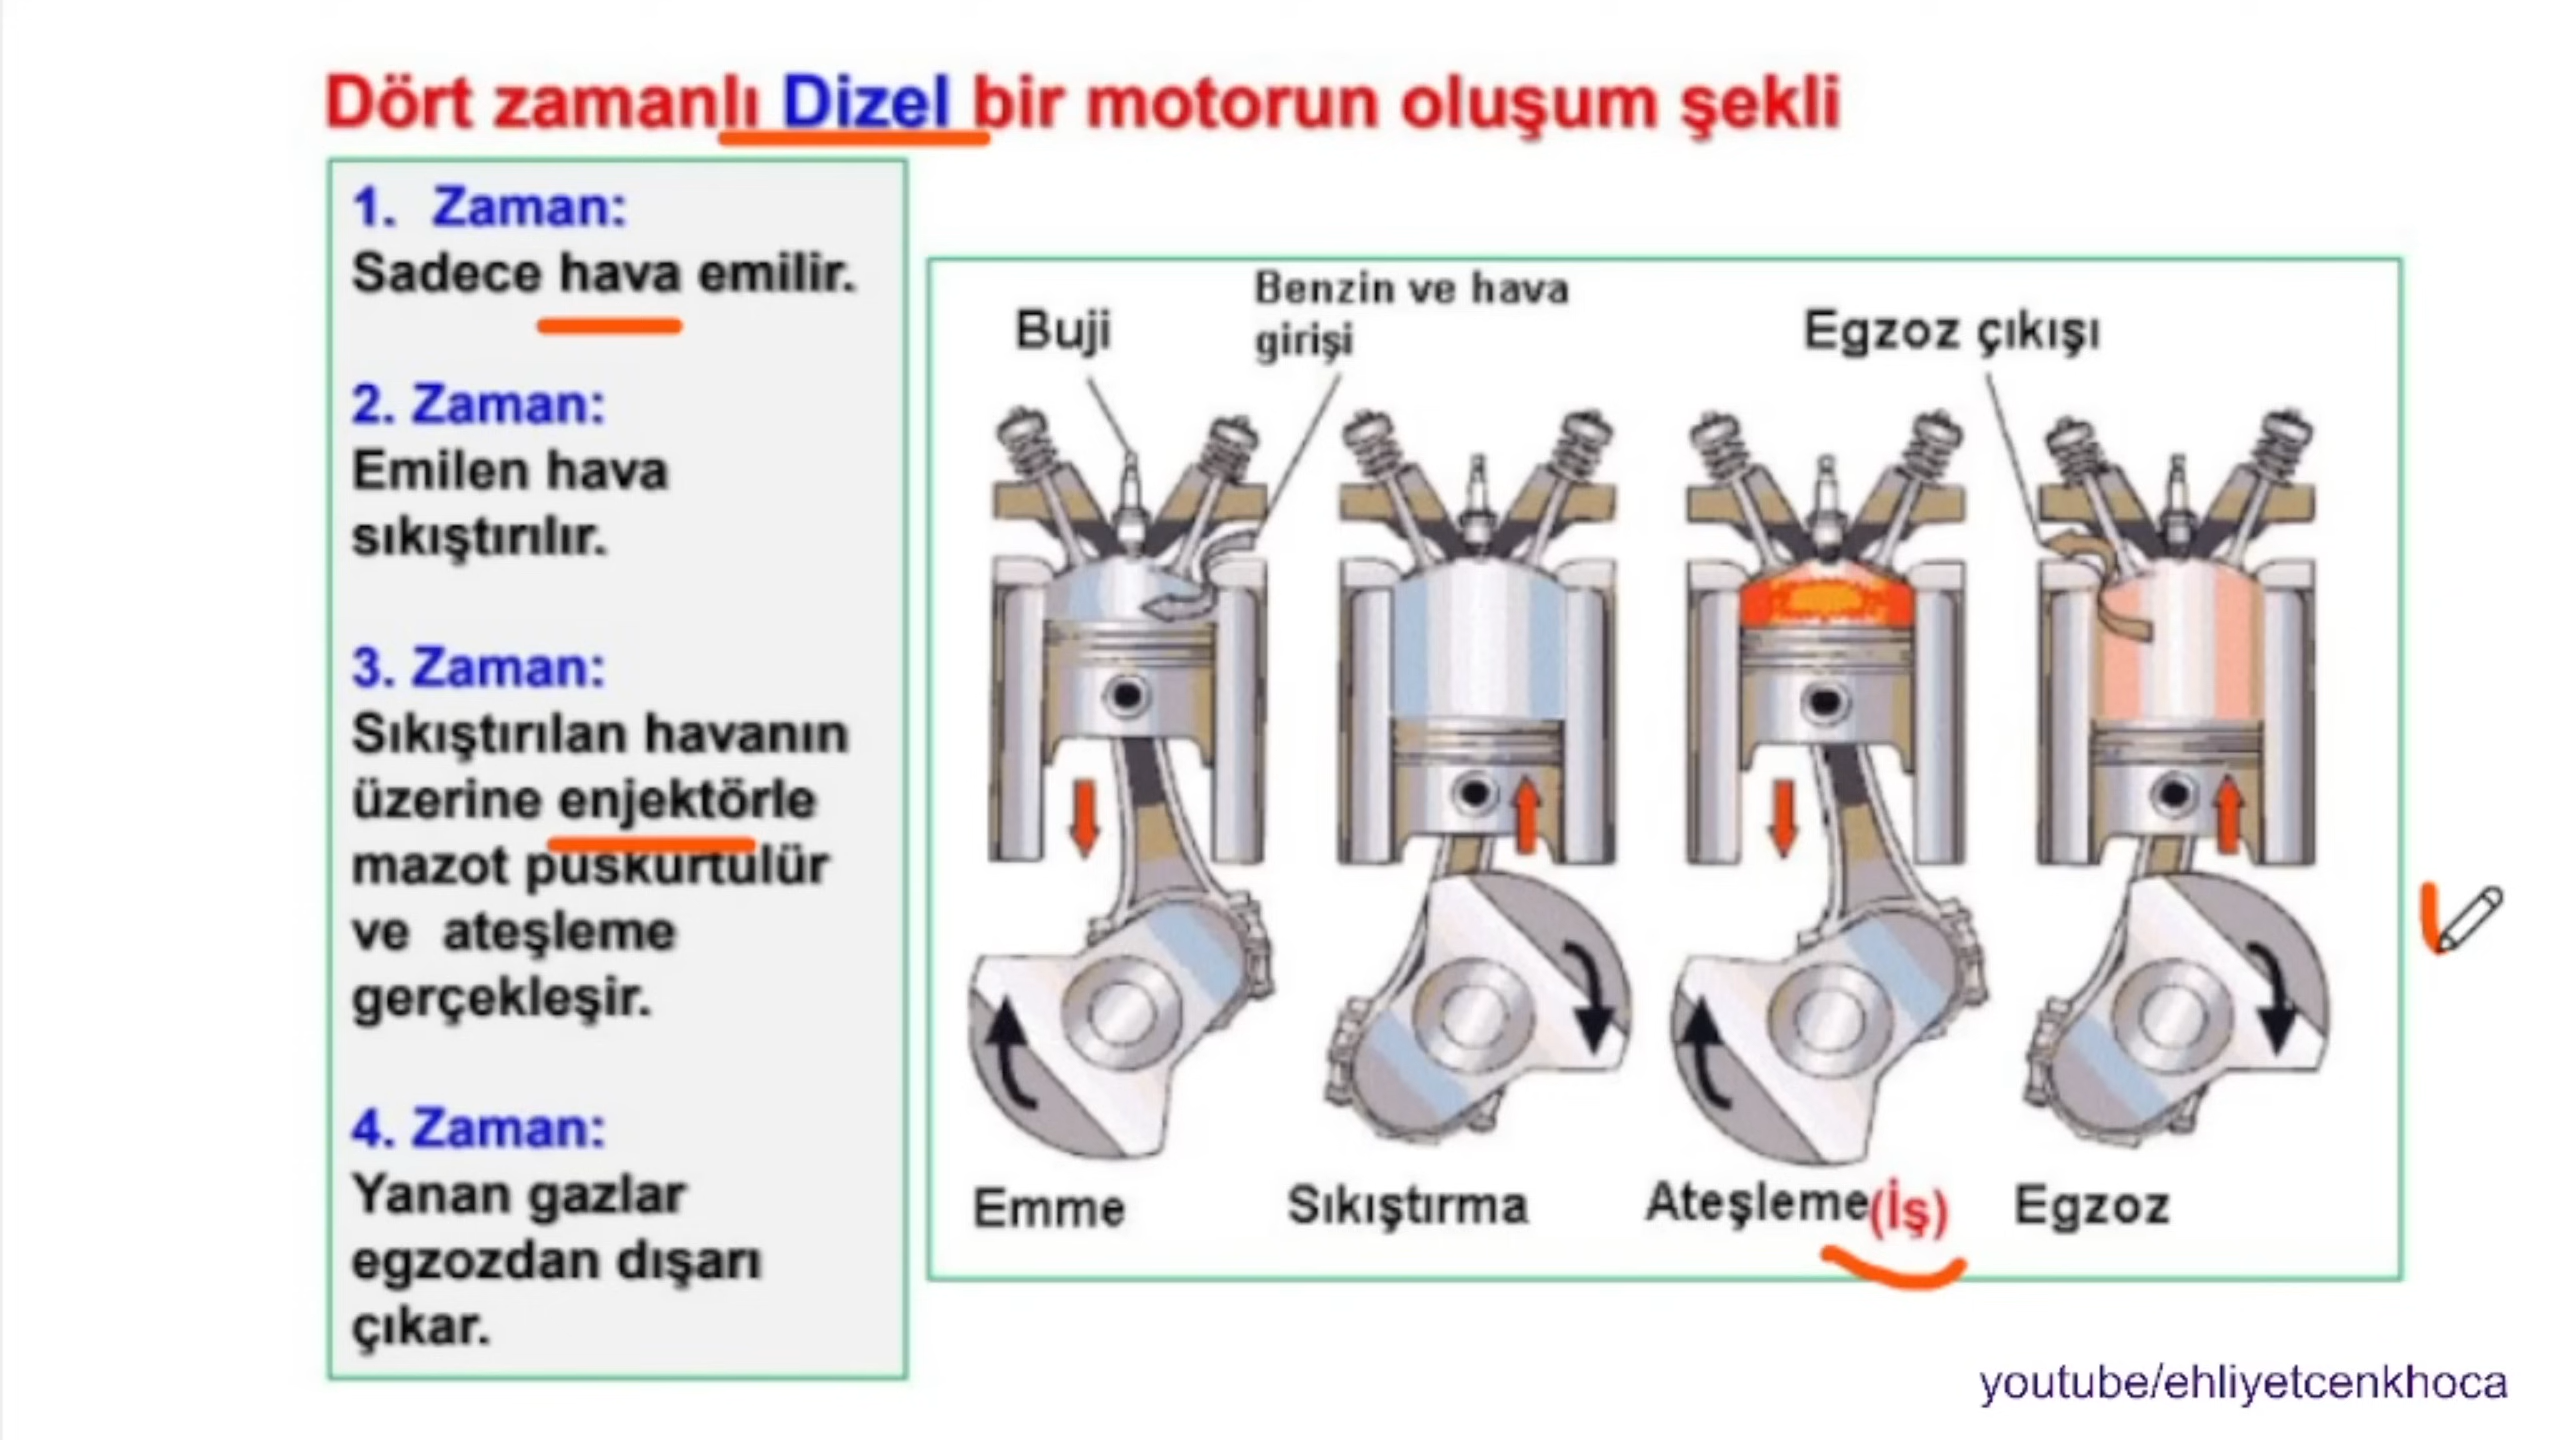 Dört zamanlı Dizel bir motorun oluşum şekli
1. Zaman:
Sadece hava emilir.
2. Zaman:
Emilen hava
sıkıştırılır.
3. Zaman:
Sıkıştırılan havanın
üzerine enjektörle
mazot püskürtülür
ve ateşleme
gerçekleşir.
4. Zaman:
Yanan gazlar
egzozdan dışarı
çıkar.
Buji
Benzin ve hava
girişi
Egzoz çıkışı
Emme
Sıkıştırma
Ateşleme(İş)
Egzoz
youtube/ehliyetcenkhoca